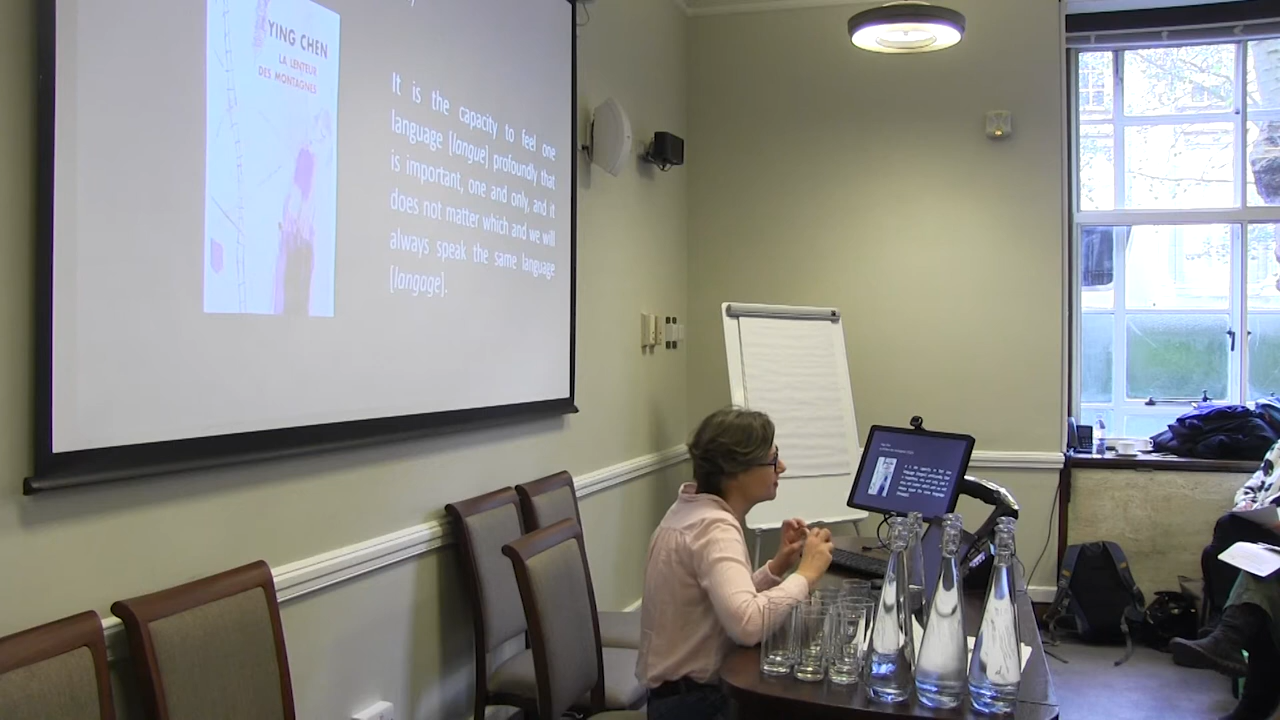 YING CHEN
LA LENTEUR
DES MONTAGNES
It is the capacity to feel one
language [langue] profoundly that
is important, one and only, and it
does not matter which and we will
always speak the same language
[langage].